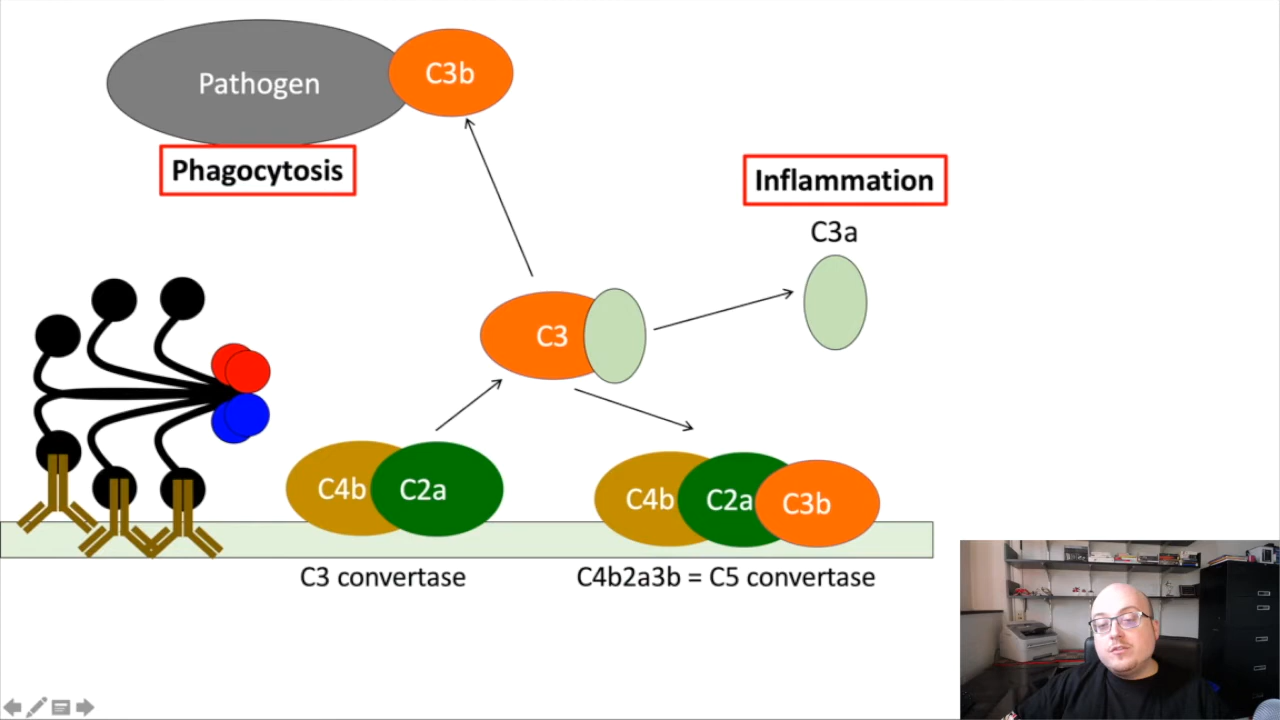 Pathogen
C3b
Phagocytosis
Inflammation
C3a
C3
C4b
C2a
C4b
C2a
C3b
C3 convertase
C4b2a3b = C5 convertase